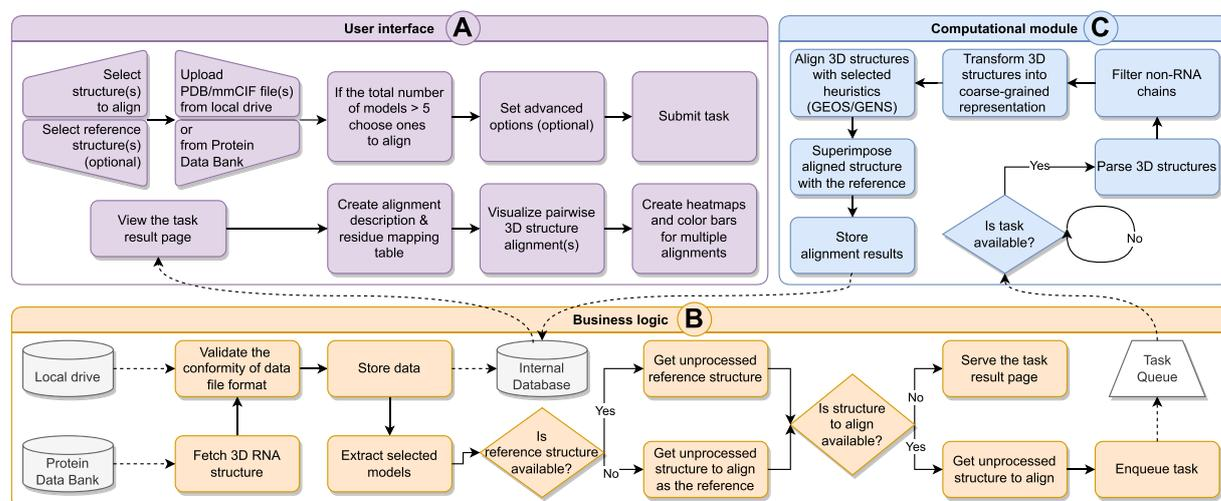 User interface
A
Select
structure(s)
to align
Select reference
structure(s)
(optional)
Upload
PDB/mmCIF file(s)
from local drive
or
from Protein
Data Bank
If the total number
of models > 5
choose ones
to align
Set advanced
options (optional)
Submit task
View the task
result page
Create alignment
description &
residue mapping
table
Visualize pairwise
3D structure
alignment(s)
Create heatmaps
and color bars
for multiple
alignments
Computational module
C
Align 3D structures
with selected
heuristics
(GEOS/GENS)
Transform 3D
structures into
coarse-grained
representation
Filter non-RNA
chains
Superimpose
aligned structure
with the reference
Yes
Parse 3D structures
Store
alignment results
Is task
available?
No
Business logic
B
Local drive
Validate the
conformity of data
file format
Store data
Internal
Database
Get unprocessed
reference structure
Serve the task
result page
Task
Queue
Yes
No
Is structure
to align
available?
No
Yes
Protein
Data Bank
Fetch 3D RNA
structure
Extract selected
models
Is
reference structure
available?
Get unprocessed
structure to align
as the reference
Get unprocessed
structure to align
Enqueue task